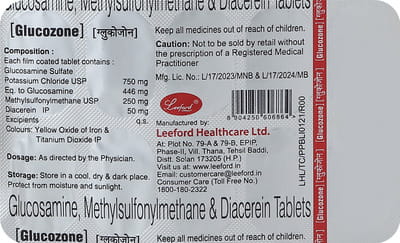 Glucosamine, Methylsulfonylmethane & Diacerein Tablets
[Glucozone] [ग्लुकोजोन]
Composition :
Each film coated tablet contains :
Glucosamine Sulfate
Potassium Chloride USP 750 mg
Eq. to Glucosamine 446 mg
Methylsulfonylmethane USP 250 mg
Diacerein IP 50 mg
Excipients q.s.
Colours: Yellow Oxide of Iron &
Titanium Dioxide IP
Dosage: As directed by the Physician.
Storage: Store in a cool, dry & dark place.
Protect from moisture and sunlight.
Keep all medicines out of reach of children.
Caution: Not to be sold by retail without
the prescription of a Registered Medical
Practitioner
Mfg. Lic. No.: L/17/2023/MNB & L/17/2024/MB
Leeford
8904250606864
Manufactured by:
Leeford Healthcare Ltd.
At: Plot No. 79-A & 79-B, EPIP,
Phase-II, Vill. Thana, Tehsil Baddi,
Distt. Solan 173205 (H.P.)
Visit us at: www.leeford.in
Email: customercare@leeford.in
Consumer Care (Toll Free No.)
1800-180-2322
LHL/TC/PPBLI0121/R00
Glucosamine, Methylsulfonylmethane & Diacerein Tablets
[Glucozone] [ग्लुकोजोन]
Keep all medicines out of reach of children.